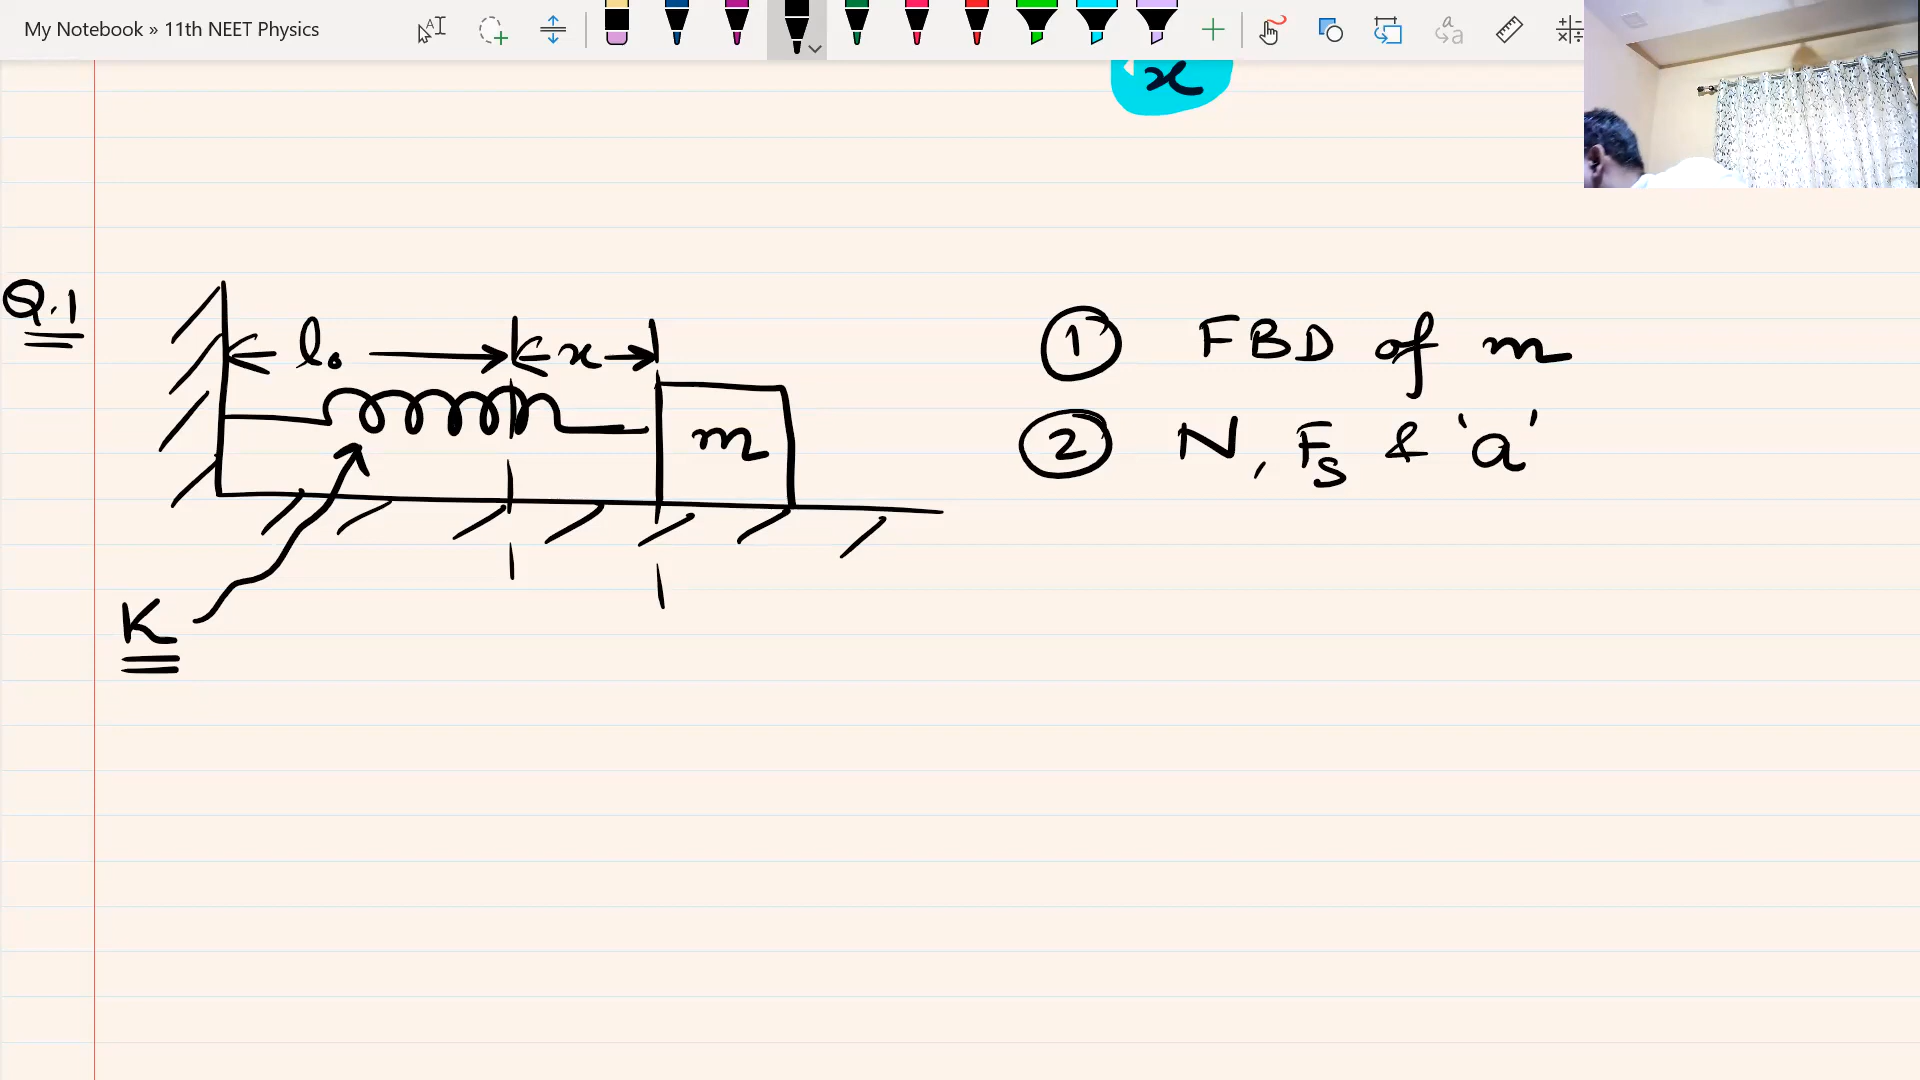 My Notebook » 11th NEET Physics
x
Q.1
l₀ x
① FBD of m
m
② N, Fs & 'a'
K